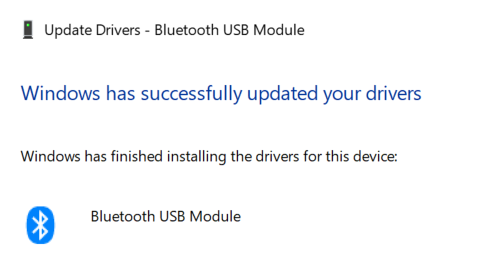 Update Drivers - Bluetooth USB Module
Windows has successfully updated your drivers
Windows has finished installing the drivers for this device:
Bluetooth USB Module